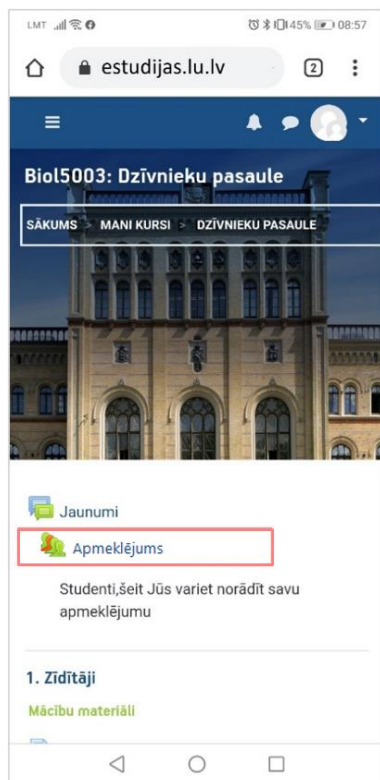 LMT 45% 08:57
estudijas.lu.lv 2
Biol5003: Dzīvnieku pasaule
SĀKUMS > MANI KURSI > DZĪVNIEKU PASAULE
Jaunumi
Apmeklējums
Studenti,šeit Jūs variet norādīt savu
apmeklējumu
1. Zīdītāji
Mācību materiāli